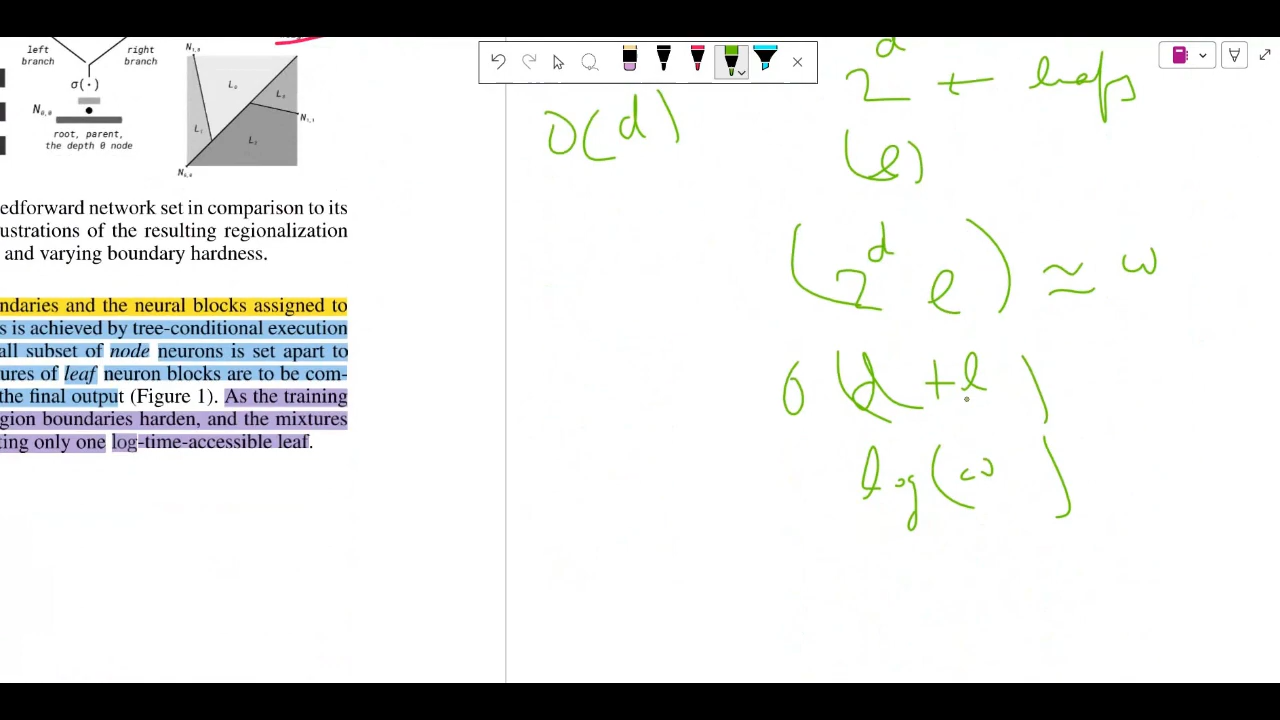 left
branch
right
branch
σ(·)
N₀,₀
root, parent,
the depth 0 node
N₁,₀
L₀
L₃
L₁
L₂
N₁,₁
N₀,₀
edforward network set in comparison to its
ustrations of the resulting regionalization
and varying boundary hardness.
ndaries and the neural blocks assigned to
s is achieved by tree-conditional execution
all subset of node neurons is set apart to
ures of leaf neuron blocks are to be com-
the final output (Figure 1). As the training
gion boundaries harden, and the mixtures
ting only one log-time-accessible leaf.
O(d)
2^d + leafs
(l)
(2^d l) ≈ w
O(d + l)
log(w)